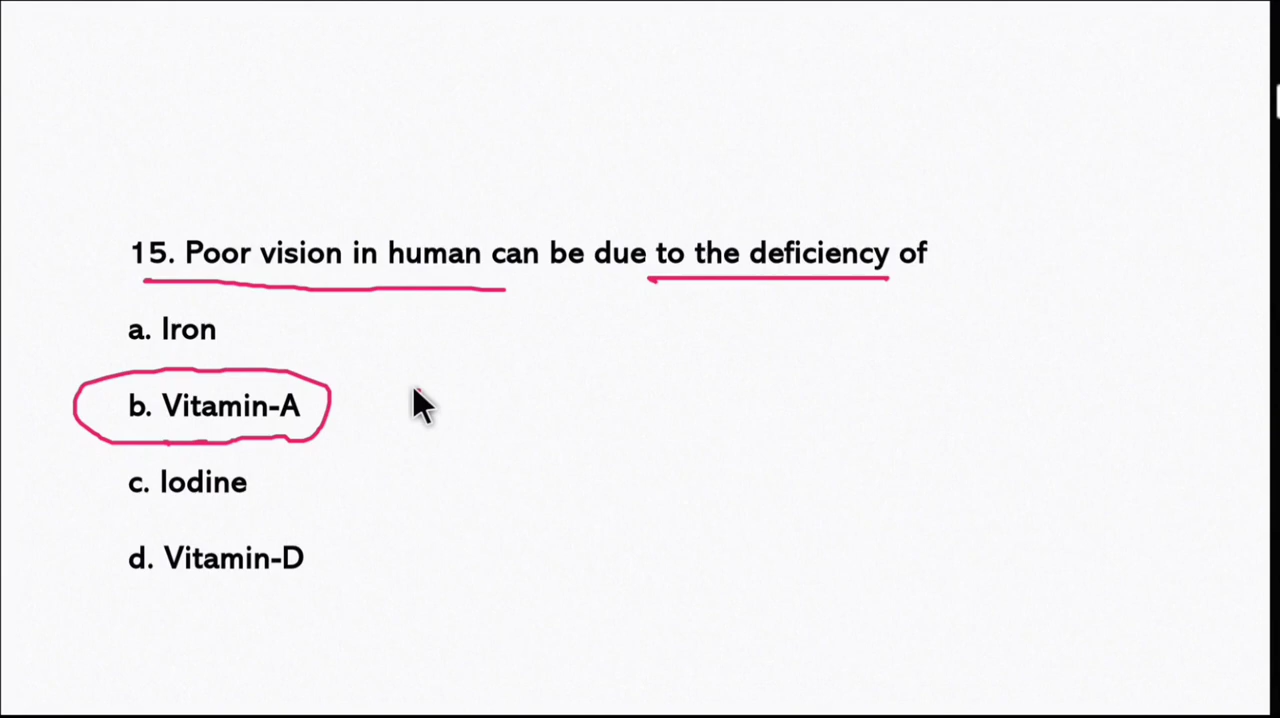 15. Poor vision in human can be due to the deficiency of
a. Iron
b. Vitamin-A
c. Iodine
d. Vitamin-D